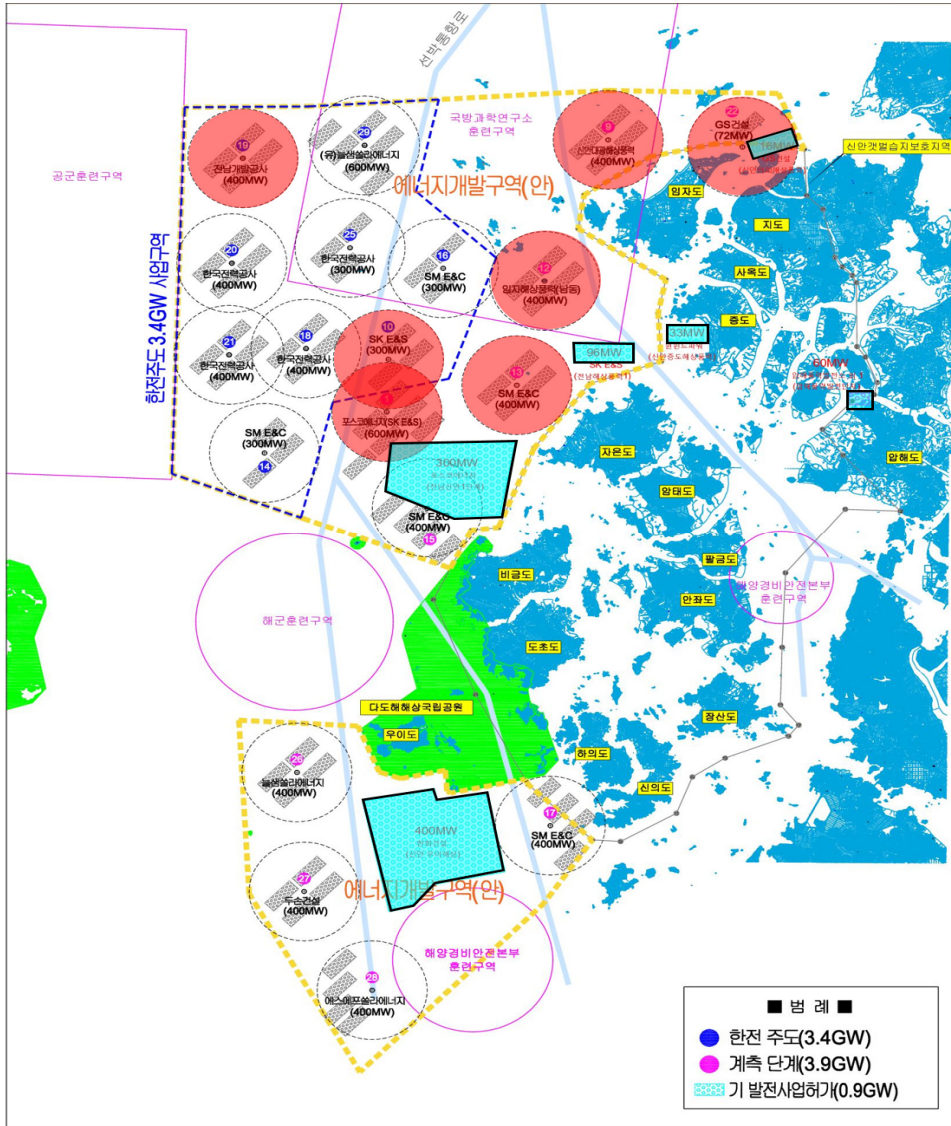 선박통항로
국방과학연구소
훈련구역
공군훈련구역
에너지개발구역(안)
한전주도 3.4GW 사업구역
19
전남개발공사
(400MW)
29
(유)늘샘쏠라에너지
(600MW)
9
(400MW)
22
GS건설
(72MW)
16MW
신안갯벌습지보호지역
임자도
지도
사옥도
증도
20
한국전력공사
(400MW)
25
한국전력공사
(300MW)
16
SM E&C
(300MW)
12
임자해상풍력(남동)
(400MW)
21
한국전력공사
(400MW)
18
한국전력공사
(400MW)
10
SK E&S
(300MW)
13
SM E&C
(400MW)
96MW
SK E&S
(전남해상풍력1)
33MW
60MW
1
포스코에너지(SK E&S)
(600MW)
SM E&C
(300MW)
14
300MW
SM E&C
(400MW)
15
자은도
암태도
압해도
팔금도
비금도
안좌도
해양경비안전본부
훈련구역
해군훈련구역
도초도
다도해해상국립공원
우이도
장산도
하의도
신의도
26
늘샘쏠라에너지
(400MW)
400MW
17
SM E&C
(400MW)
27
두손건설
(400MW)
에너지개발구역(안)
해양경비안전본부
훈련구역
28
에스에프쏠라에너지
(400MW)
■ 범 례 ■
한전 주도(3.4GW)
계측 단계(3.9GW)
기 발전사업허가(0.9GW)